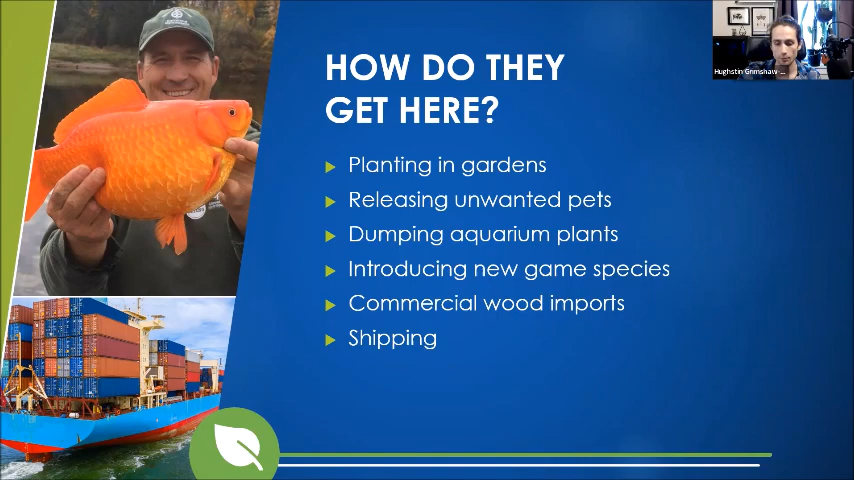 HOW DO THEY
GET HERE?
Planting in gardens
Releasing unwanted pets
Dumping aquarium plants
Introducing new game species
Commercial wood imports
Shipping
Hughstin Grimshaw-...